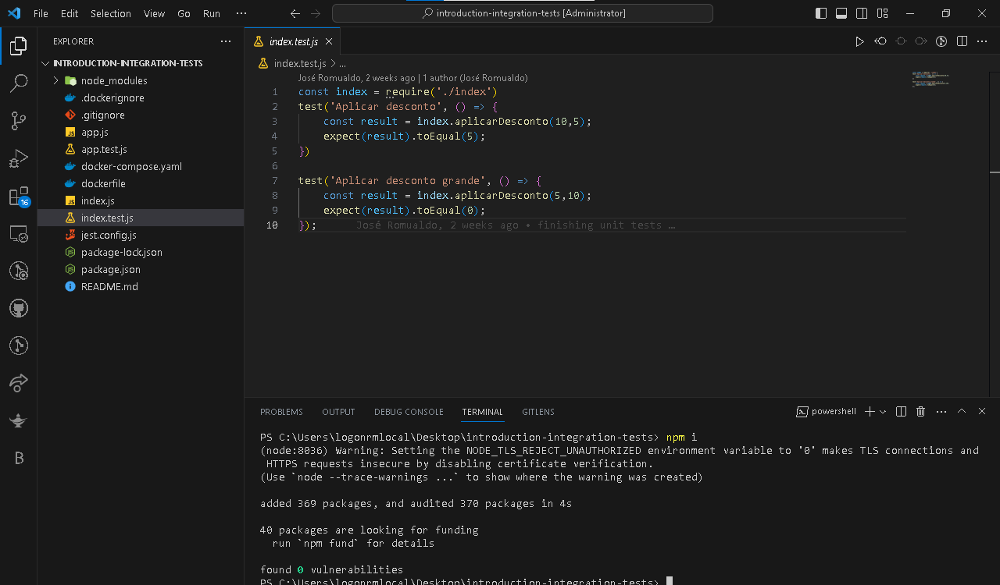 File Edit Selection View Go Run ···
introduction-integration-tests [Administrator]
EXPLORER ···
INTRODUCTION-INTEGRATION-TESTS
node_modules
.dockerignore
.gitignore
JS app.js
app.test.js
docker-compose.yaml
dockerfile
JS index.js
index.test.js
jest.config.js
package-lock.json
package.json
README.md
16
B
index.test.js
index.test.js > ...
José Romualdo, 2 weeks ago | 1 author (José Romualdo)
1 const index = require('./index')
2 test('Aplicar desconto', () => {
3 const result = index.aplicarDesconto(10,5);
4 expect(result).toEqual(5);
5 })
6
7 test('Aplicar desconto grande', () => {
8 const result = index.aplicarDesconto(5,10);
9 expect(result).toEqual(0);
10 }); José Romualdo, 2 weeks ago • finishing unit tests …
PROBLEMS OUTPUT DEBUG CONSOLE TERMINAL GITLENS
powershell
PS C:\Users\logonrmlocal\Desktop\introduction-integration-tests> npm i
(node:8036) Warning: Setting the NODE_TLS_REJECT_UNAUTHORIZED environment variable to '0' makes TLS connections and
HTTPS requests insecure by disabling certificate verification.
(Use `node --trace-warnings ...` to show where the warning was created)
added 369 packages, and audited 370 packages in 4s
40 packages are looking for funding
run `npm fund` for details
found 0 vulnerabilities
PS C:\Users\logonrmlocal\Desktop\introduction-integration-tests>